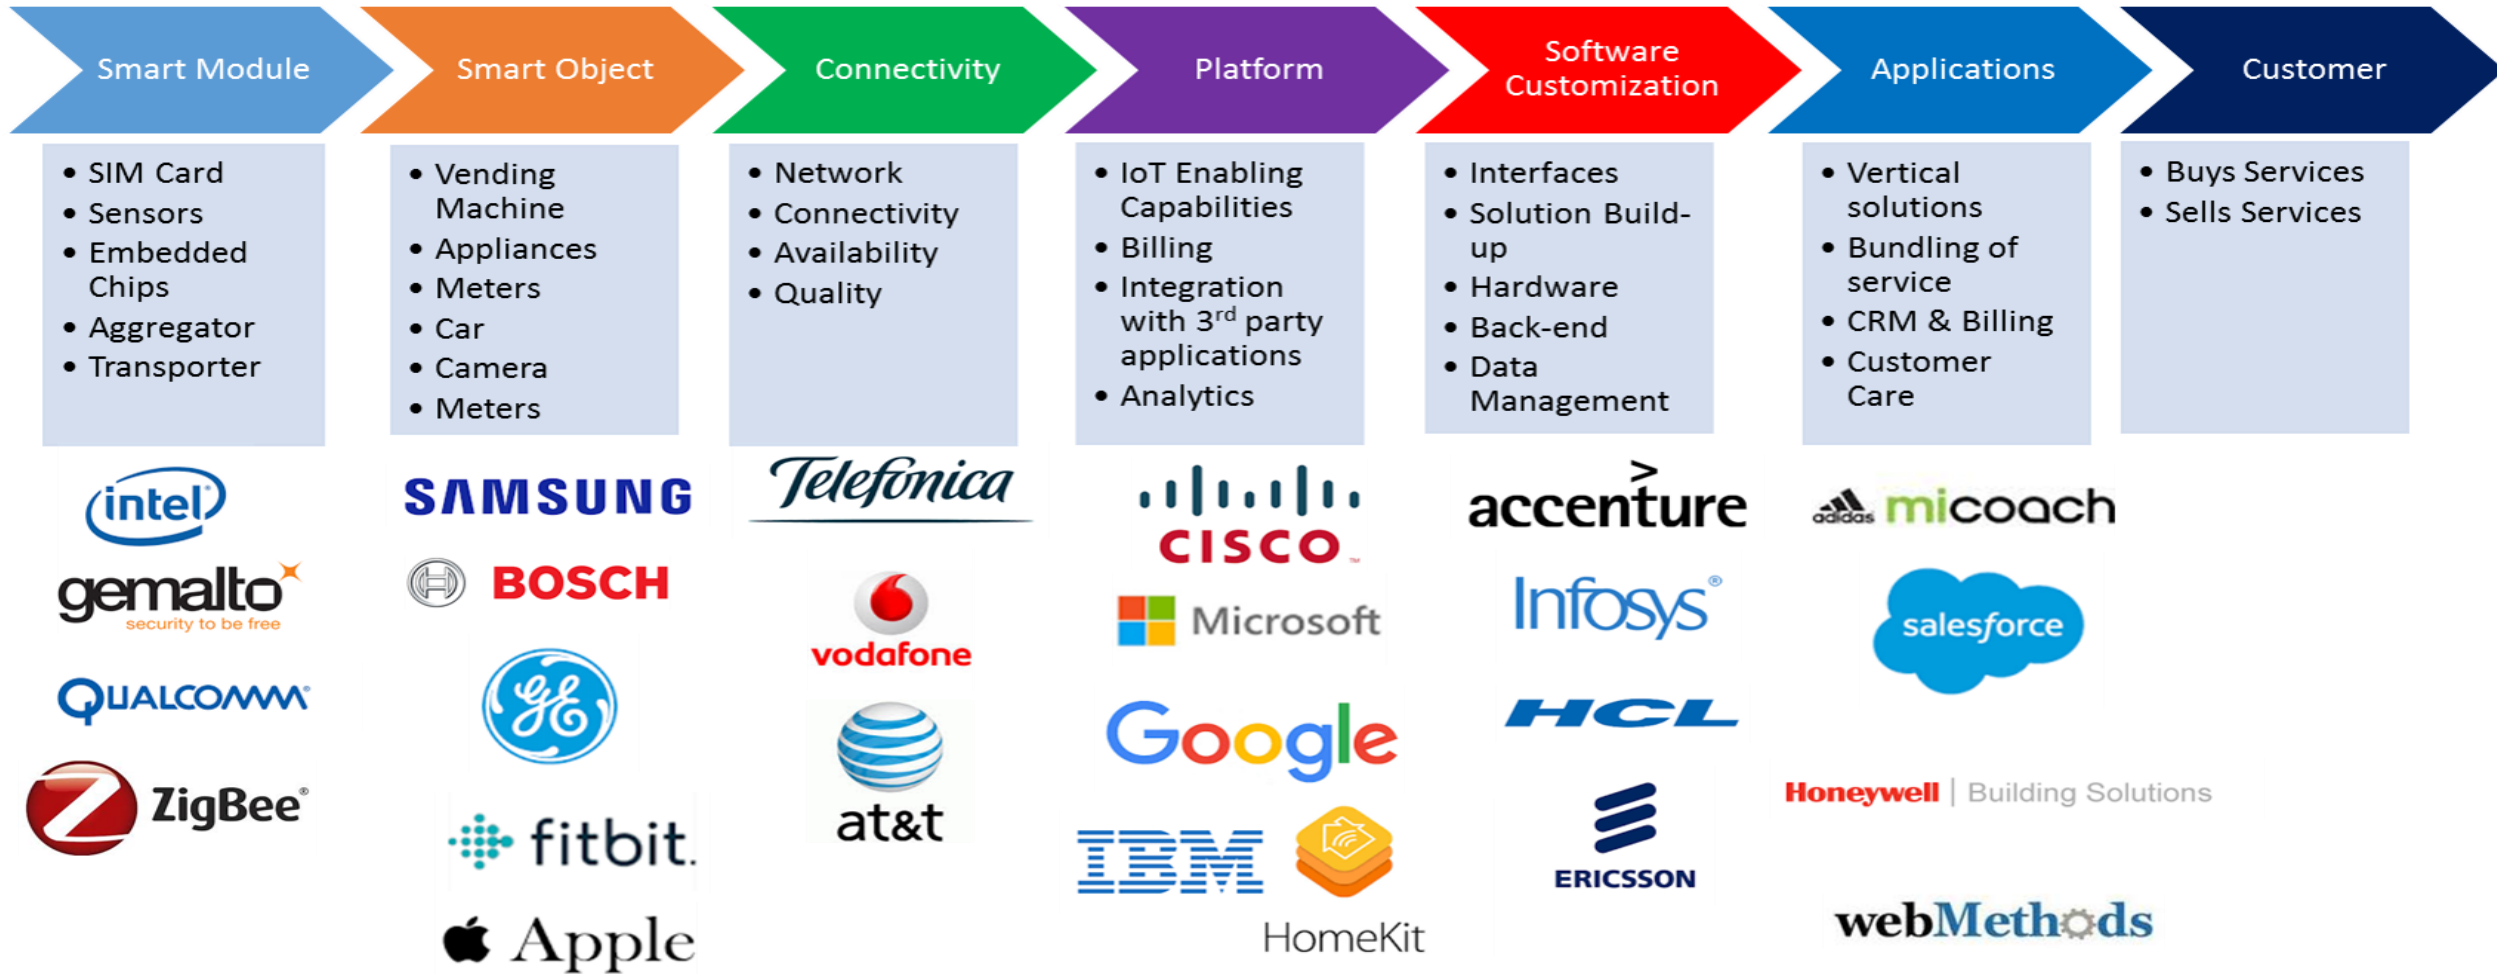 Smart Module
Smart Object
Connectivity
Platform
Software
Customization
Applications
Customer
• SIM Card
• Sensors
• Embedded
Chips
• Aggregator
• Transporter
• Vending
Machine
• Appliances
• Meters
• Car
• Camera
• Meters
• Network
• Connectivity
• Availability
• Quality
• IoT Enabling
Capabilities
• Billing
• Integration
with 3rd party
applications
• Analytics
• Interfaces
• Solution Build-
up
• Hardware
• Back-end
• Data
Management
• Vertical
solutions
• Bundling of
service
• CRM & Billing
• Customer
Care
• Buys Services
• Sells Services
intel
gemalto
security to be free
QUALCOMM®
ZigBee®
SAMSUNG
BOSCH
GE
fitbit.
Apple
Telefónica
vodafone
at&t
CISCO™
Microsoft
Google
IBM
HomeKit
accenture
Infosys®
HCL
ERICSSON
adidas micoach
salesforce
Honeywell | Building Solutions
webMethods